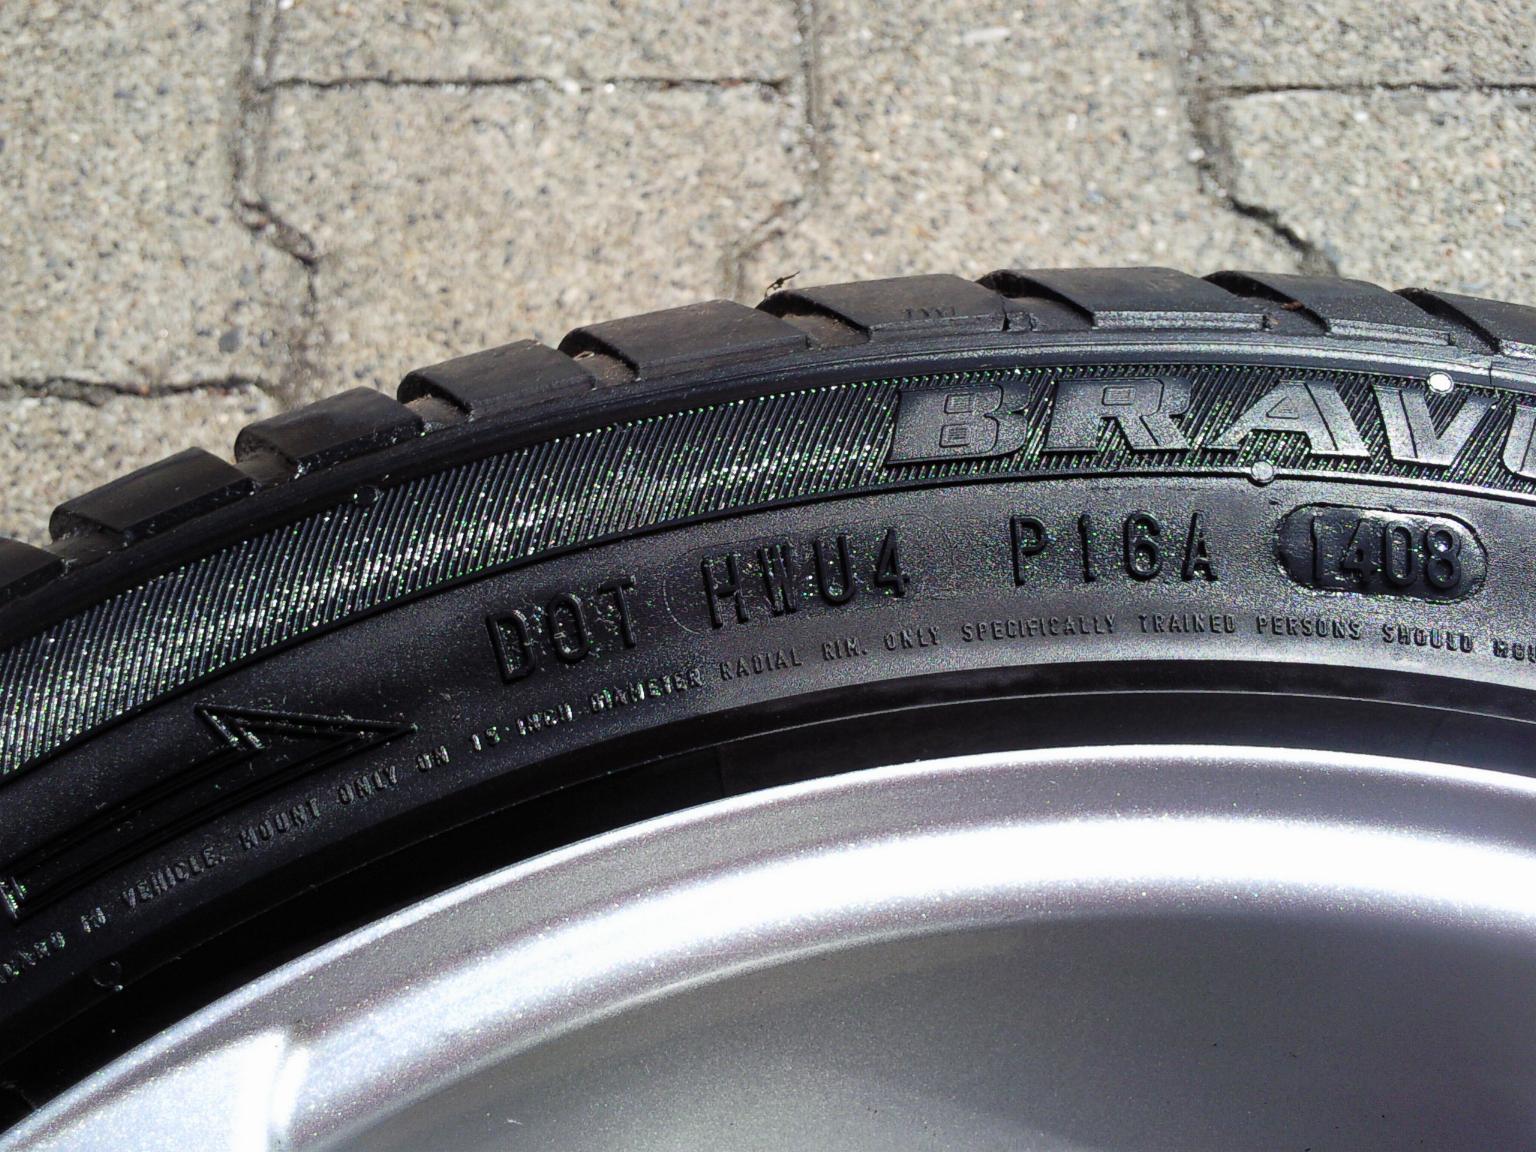 BRAV
DOT HWU4 P16A 1408
IN VEHICLE. MOUNT ONLY ON 15-INCH DIAMETER RADIAL RIM. ONLY SPECIFICALLY TRAINED PERSONS SHOULD